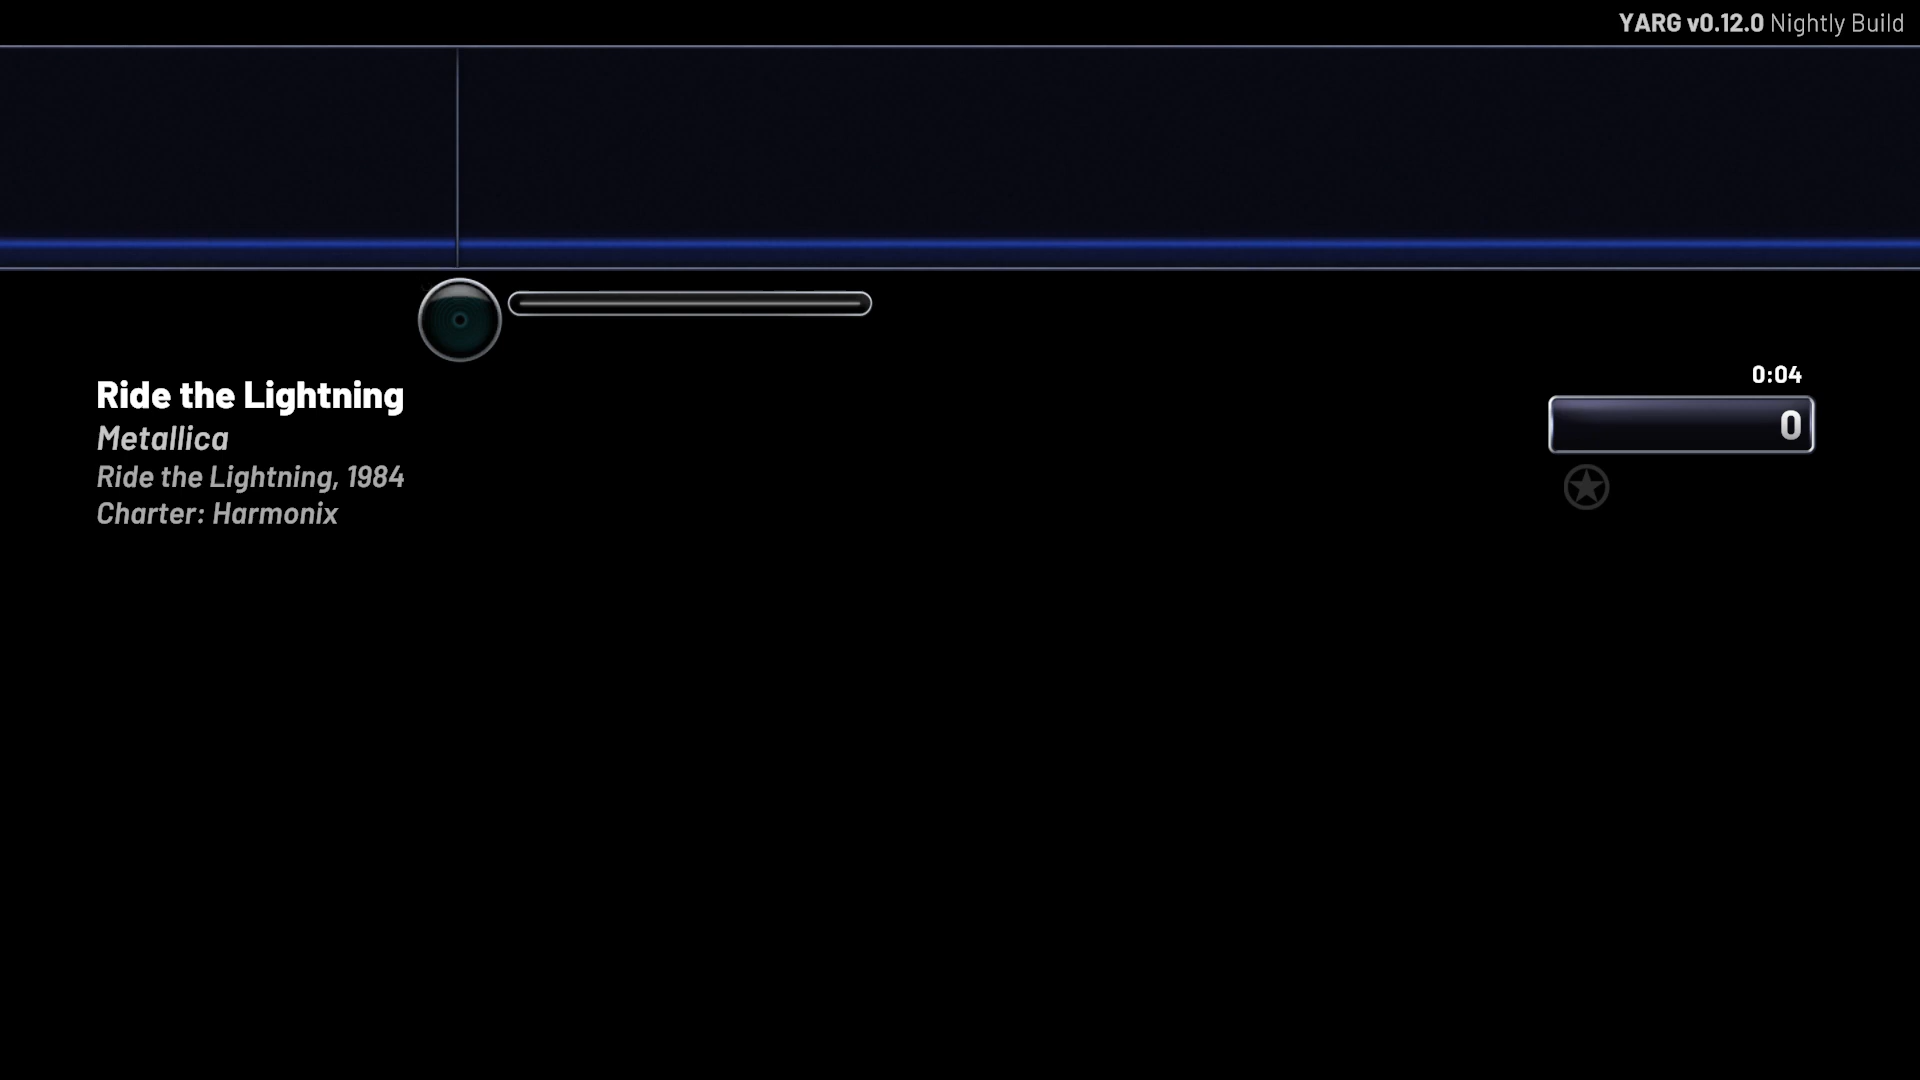 YARG v0.12.0 Nightly Build
Ride the Lightning
Metallica
Ride the Lightning, 1984
Charter: Harmonix
0:04
0